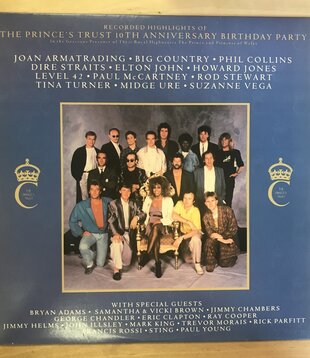 RECORDED HIGHLIGHTS OF
THE PRINCE'S TRUST 10TH ANNIVERSARY BIRTHDAY PARTY
In the Gracious Presence of Their Royal Highnesses The Prince and Princess of Wales
JOAN ARMATRADING • BIG COUNTRY • PHIL COLLINS
DIRE STRAITS • ELTON JOHN • HOWARD JONES
LEVEL 42 • PAUL McCARTNEY • ROD STEWART
TINA TURNER • MIDGE URE • SUZANNE VEGA
WITH SPECIAL GUESTS
BRYAN ADAMS • SAMANTHA & VICKI BROWN • JIMMY CHAMBERS
GEORGE CHANDLER • ERIC CLAPTON • RAY COOPER
JIMMY HELMS • JOHN ILLSLEY • MARK KING • TREVOR MORAIS • RICK PARFITT
FRANCIS ROSSI • STING • PAUL YOUNG